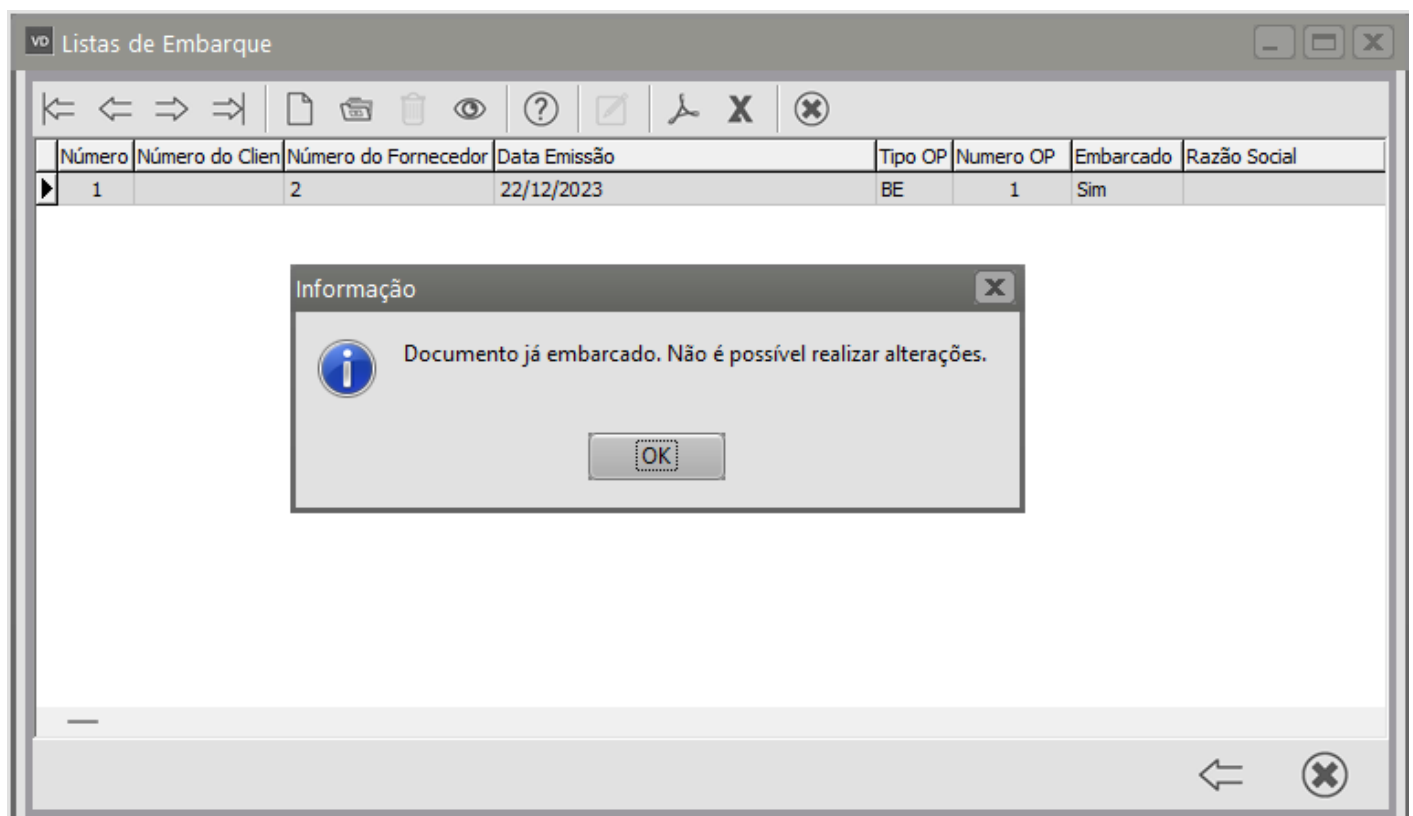 VD Listas de Embarque
Número Número do Clien Número do Fornecedor Data Emissão Tipo OP Numero OP Embarcado Razão Social
1 2 22/12/2023 BE 1 Sim
Informação
Documento já embarcado. Não é possível realizar alterações.
OK